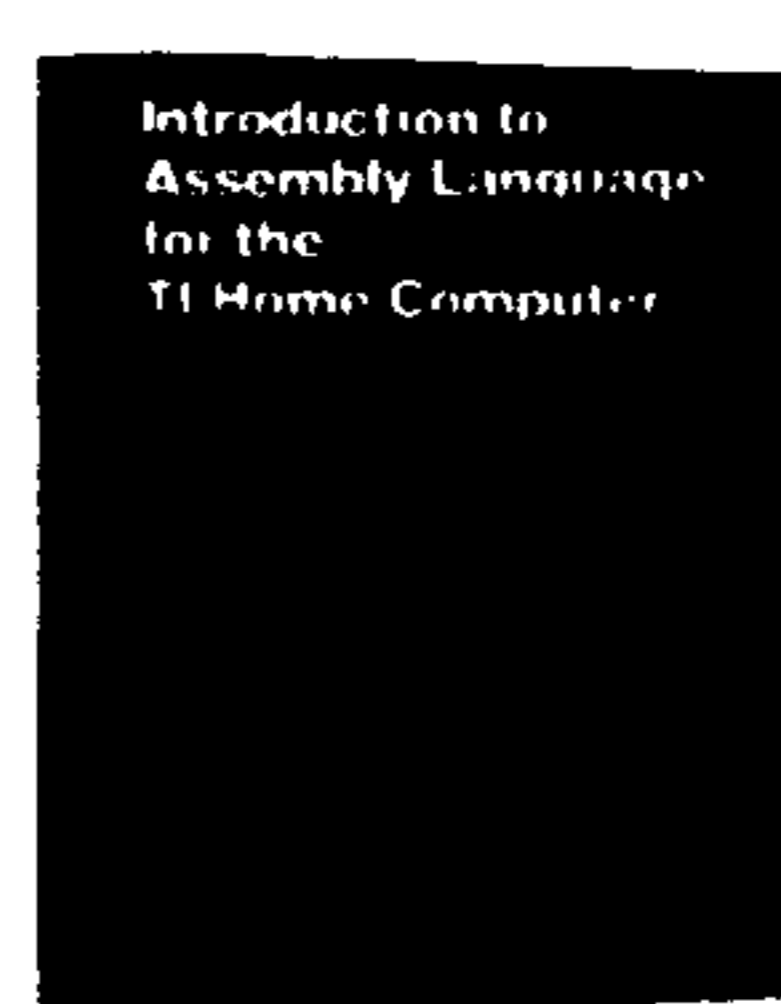 Introduction to
Assembly Language
for the
TI Home Computer